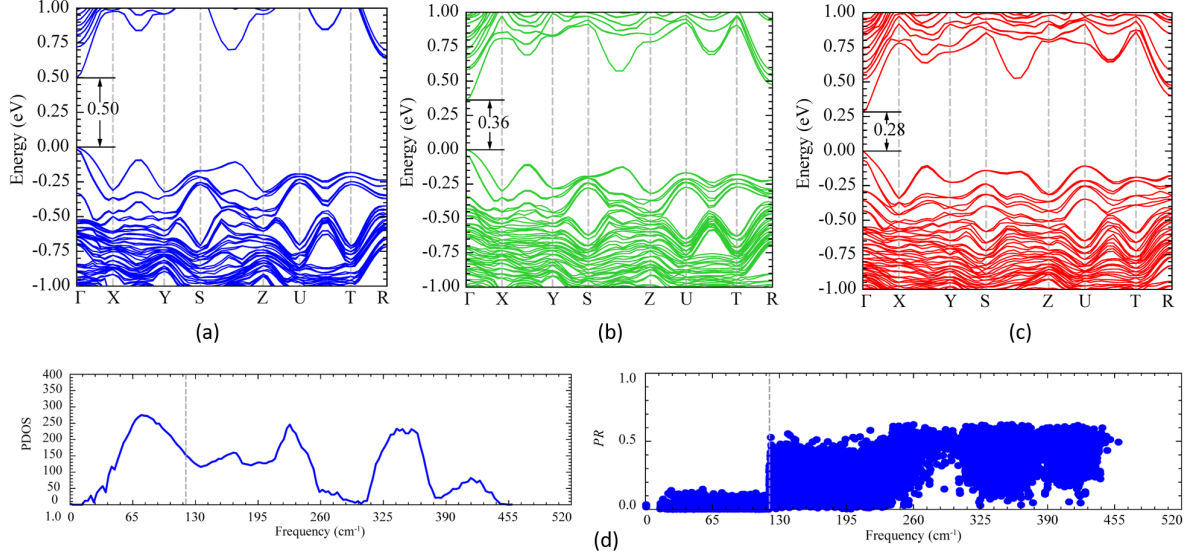 1.00
0.75
0.50
0.25
0.00
-0.25
-0.50
-0.75
-1.00
Energy (eV)
0.50
Γ X Y S Z U T R
(a)
1.00
0.75
0.50
0.25
0.00
-0.25
-0.50
-0.75
-1.00
Energy (eV)
0.36
Γ X Y S Z U T R
(b)
1.00
0.75
0.50
0.25
0.00
-0.25
-0.50
-0.75
-1.00
Energy (eV)
0.28
Γ X Y S Z U T R
(c)
400
350
300
250
200
150
100
50
0
PDOS
1.0 65 130 195 260 325 390 455 520
Frequency (cm-1)
1.0
0.5
0.0
PR
0 65 130 195 260 325 390 455 520
Frequency (cm-1)
(d)